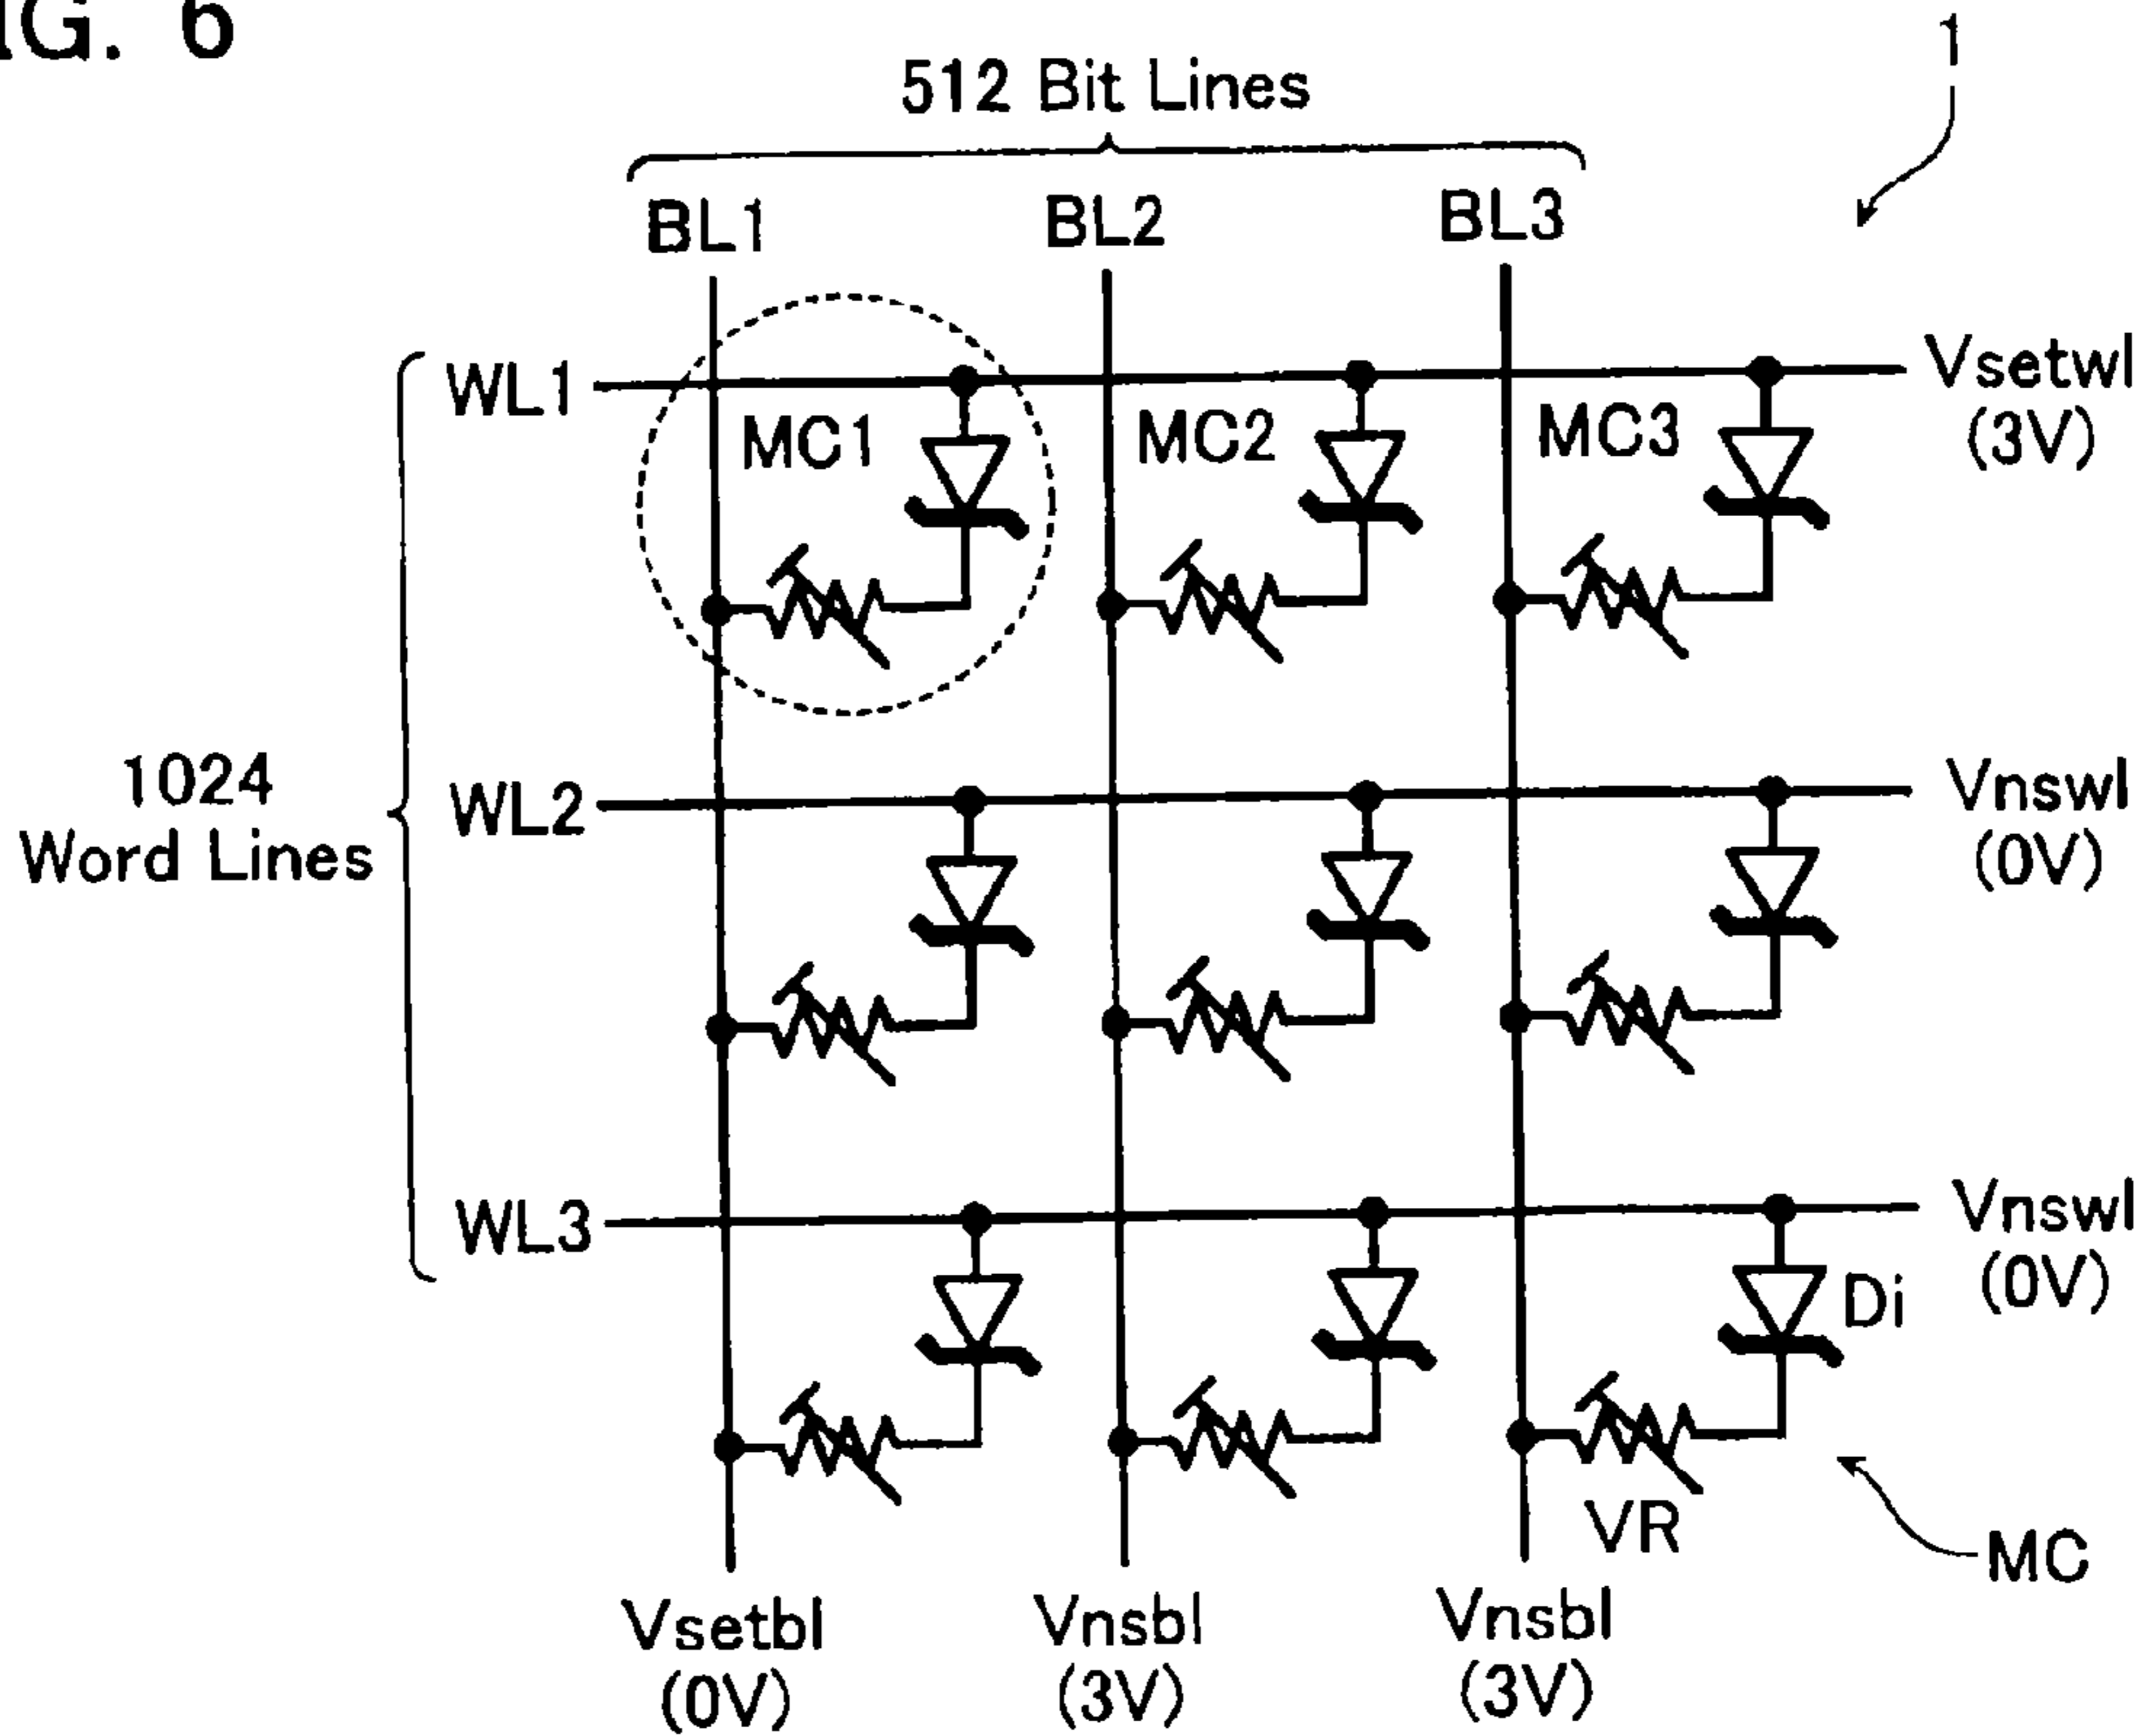 G. 6
1
512 Bit Lines
BL1 BL2 BL3
WL1 MC1 MC2 MC3 Vsetwl
(3V)
1024
Word Lines
WL2 Vnswl
(0V)
WL3 Vnswl
(0V)
Di
VR
MC
Vsetbl Vnsbl Vnsbl
(0V) (3V) (3V)